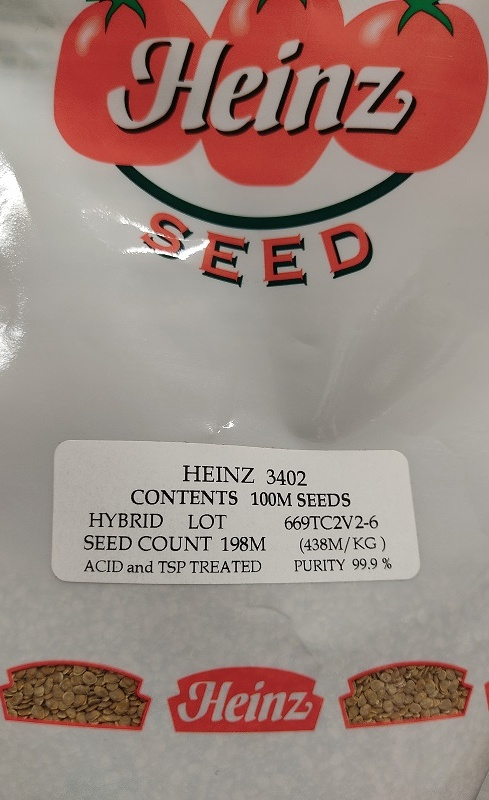 Heinz
SEED
HEINZ 3402
CONTENTS 100M SEEDS
HYBRID LOT 669TC2V2-6
SEED COUNT 198M (438M/KG )
ACID and TSP TREATED PURITY 99.9 %
Heinz